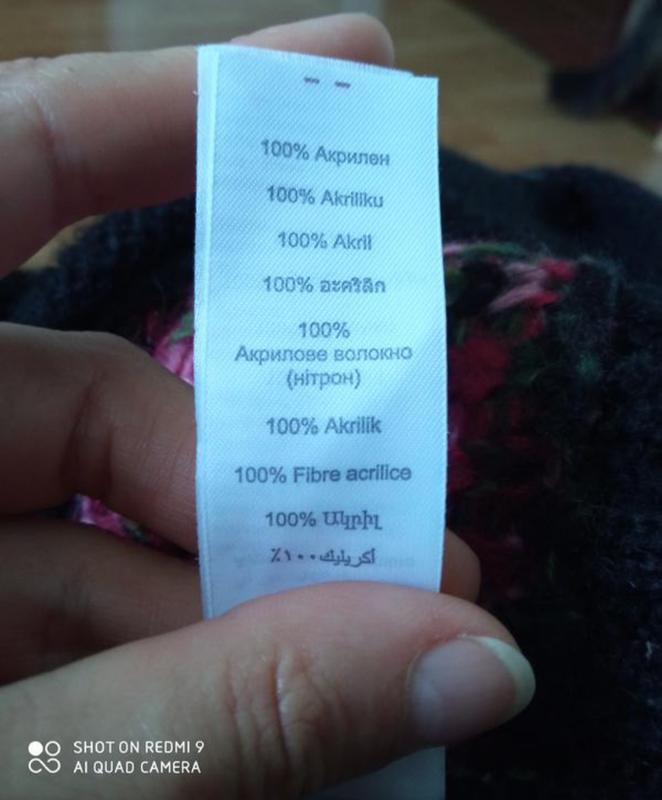 100% Акрилен
100% Akriliku
100% Akril
100% อะคริลิก
100%
Акрилове волокно
(нітрон)
100% Akrilik
100% Fibre acrilice
100% Ակրիլ
أكريليك ١٠٠٪
SHOT ON REDMI 9
AI QUAD CAMERA